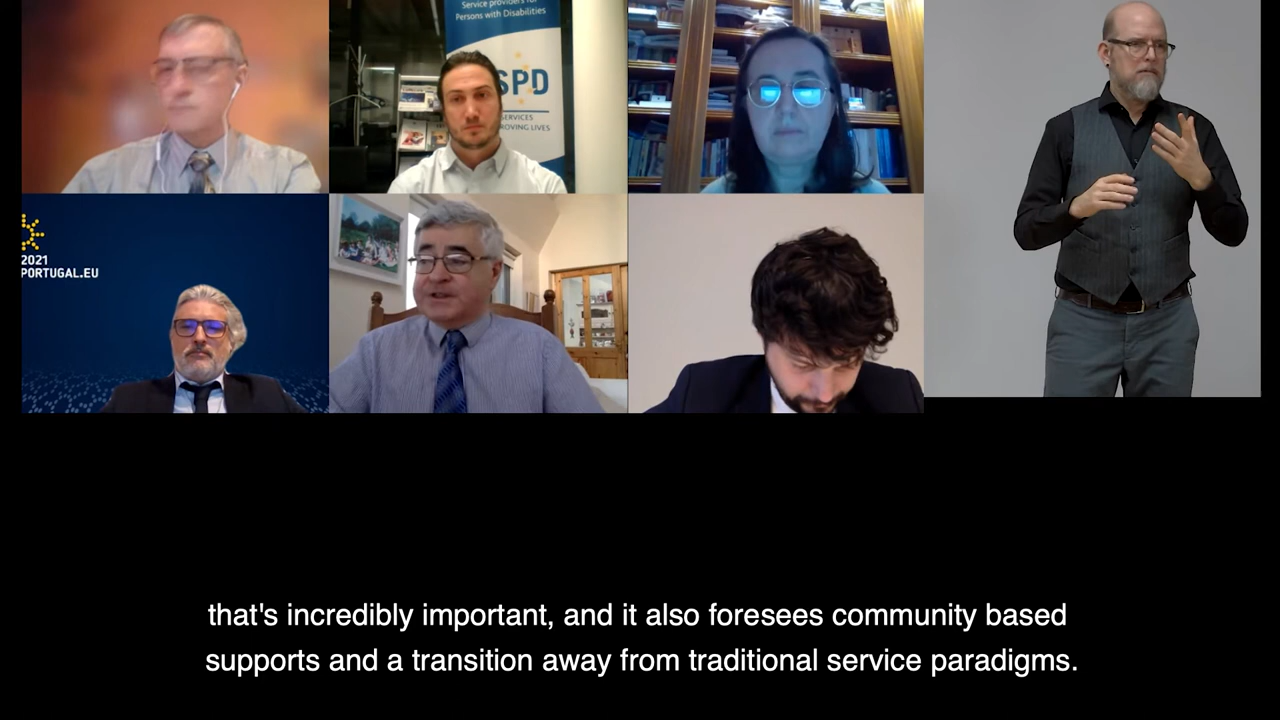 Service providers for
Persons with Disabilities
SPD
SERVICES
ROVING LIVES
2021
PORTUGAL.EU
that's incredibly important, and it also foresees community based
supports and a transition away from traditional service paradigms.